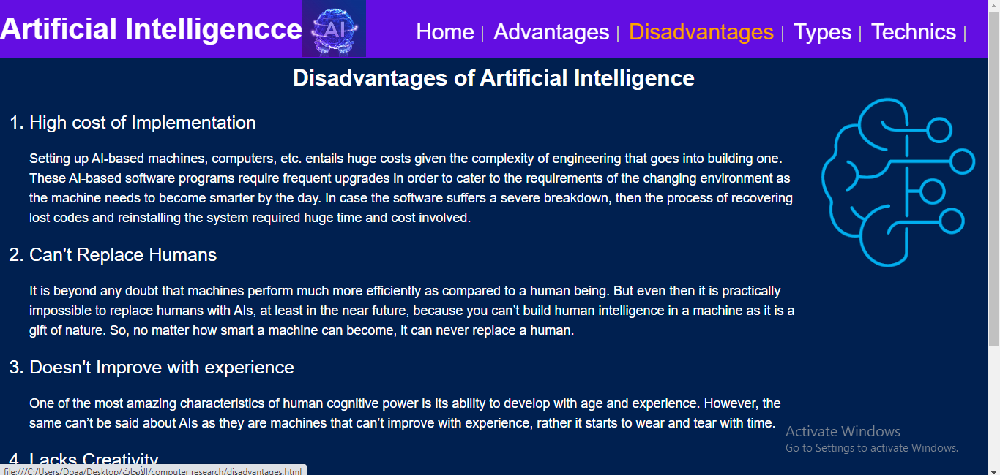 Artificial Intelligencce
AI
Home | Advantages | Disadvantages | Types | Technics |
Disadvantages of Artificial Intelligence
1. High cost of Implementation
Setting up AI-based machines, computers, etc. entails huge costs given the complexity of engineering that goes into building one.
These AI-based software programs require frequent upgrades in order to cater to the requirements of the changing environment as
the machine needs to become smarter by the day. In case the software suffers a severe breakdown, then the process of recovering
lost codes and reinstalling the system required huge time and cost involved.
2. Can't Replace Humans
It is beyond any doubt that machines perform much more efficiently as compared to a human being. But even then it is practically
impossible to replace humans with AIs, at least in the near future, because you can’t build human intelligence in a machine as it is a
gift of nature. So, no matter how smart a machine can become, it can never replace a human.
3. Doesn't Improve with experience
One of the most amazing characteristics of human cognitive power is its ability to develop with age and experience. However, the
same can’t be said about AIs as they are machines that can’t improve with experience, rather it starts to wear and tear with time.
Activate Windows
Go to Settings to activate Windows.
4. Lacks Creativity
file:///C:/Users/Doaa/Desktop/الأبحاث/computer research/disadvantages.html